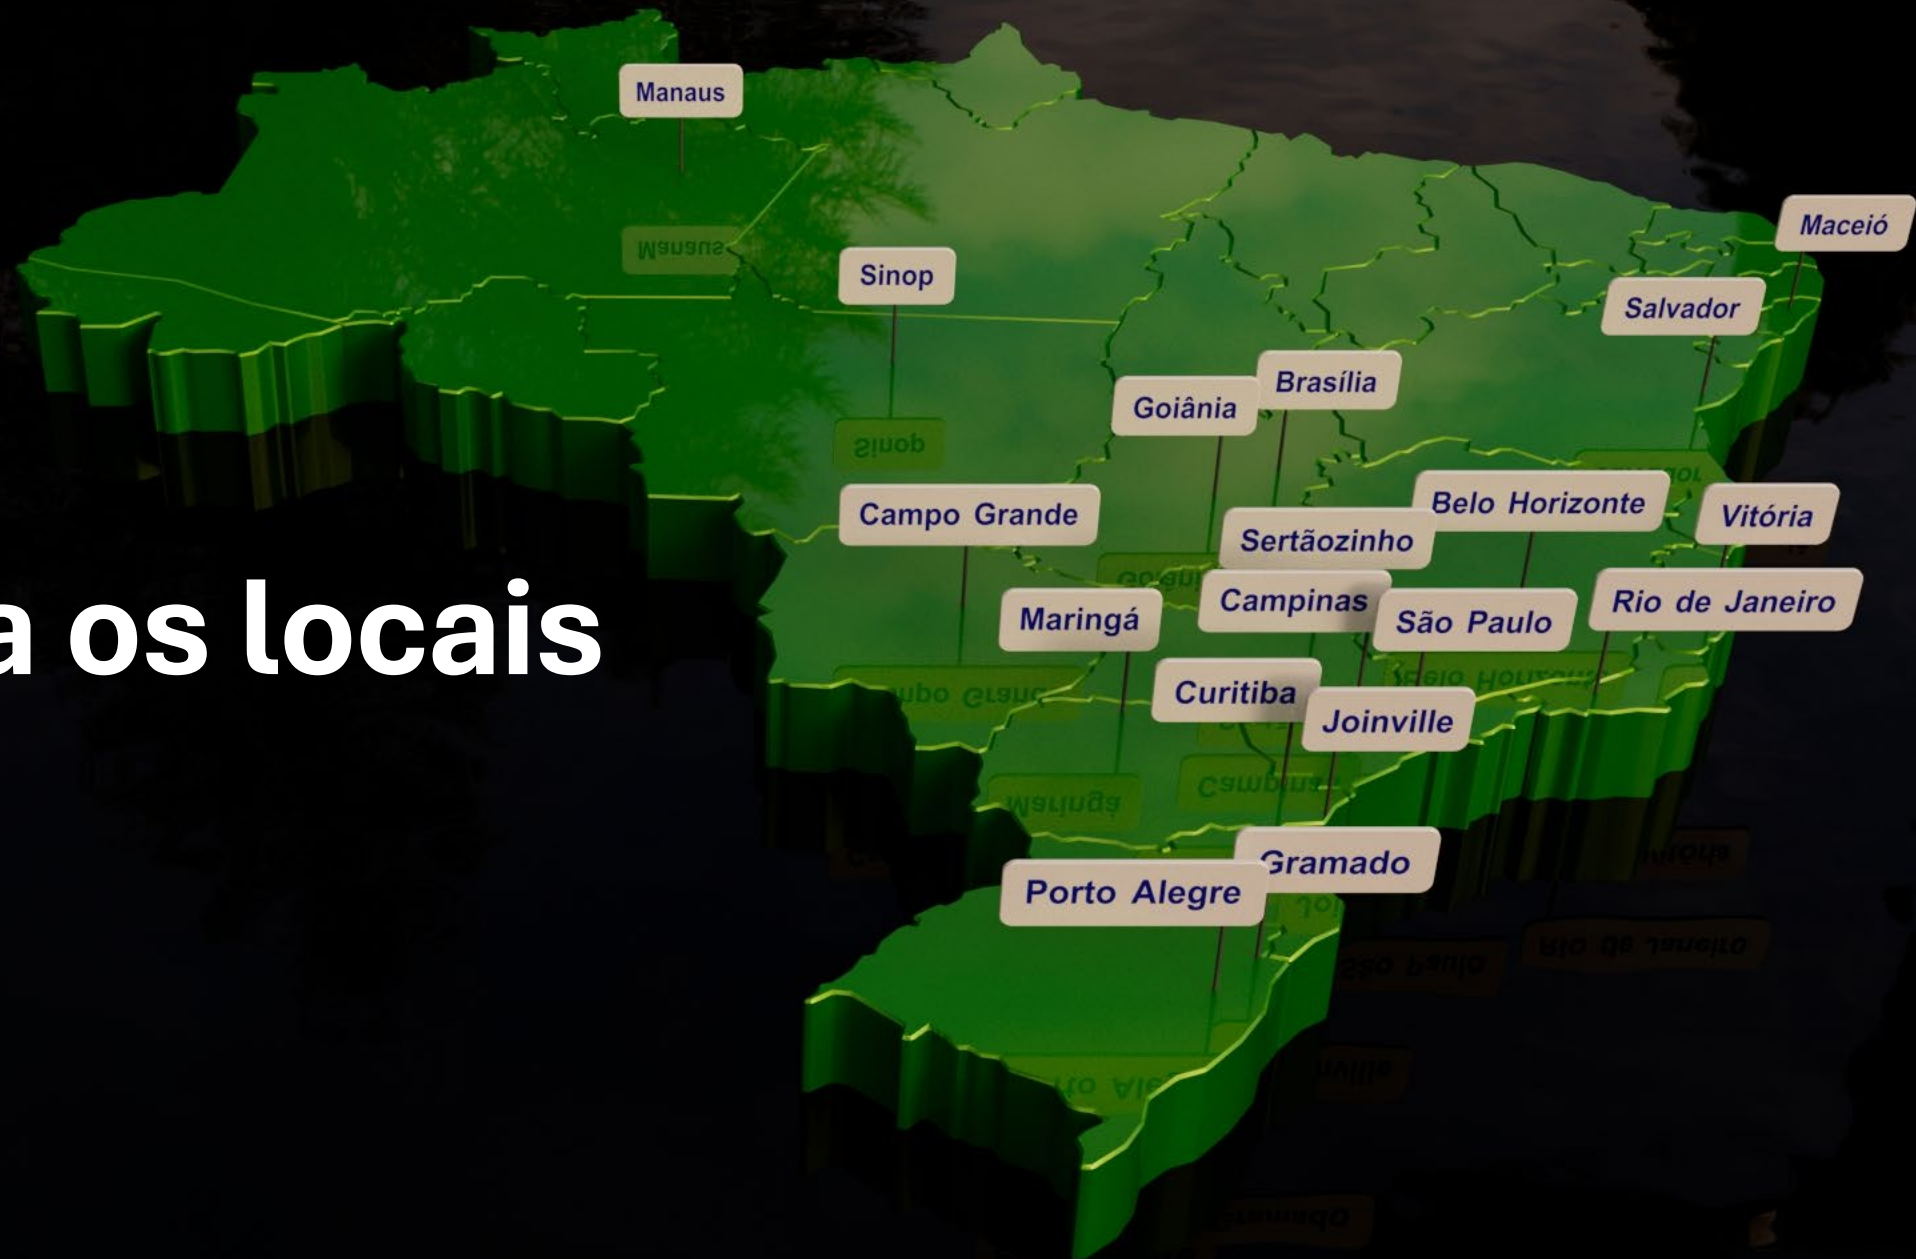 Manaus
Maceió
Sinop
Salvador
Brasília
Goiânia
Belo Horizonte
Campo Grande
Vitória
Sertãozinho
Campinas
Rio de Janeiro
Maringá
São Paulo
a os locais
Curitiba
Joinville
Gramado
Porto Alegre